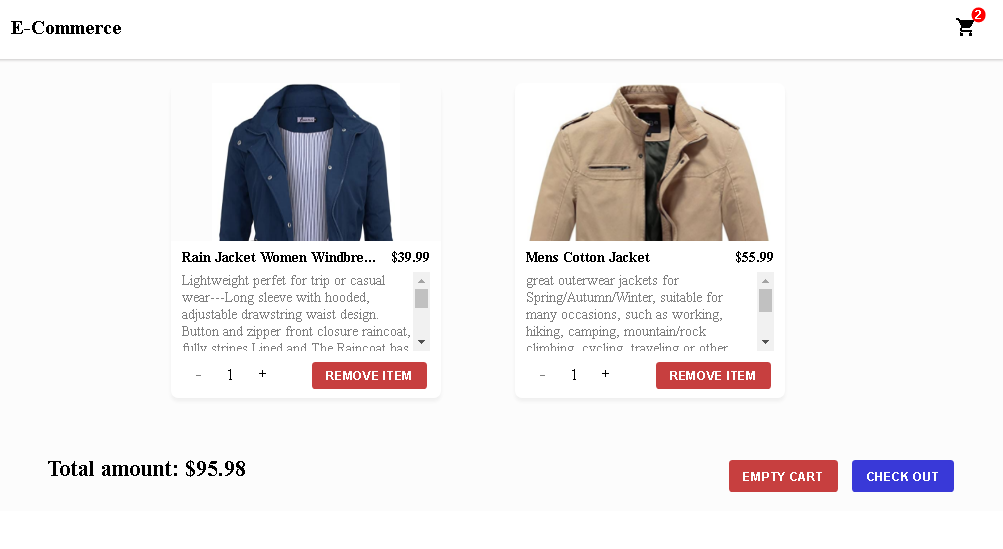 E-Commerce
2
Rain Jacket Women Windbre... $39.99
Lightweight perfet for trip or casual
wear---Long sleeve with hooded,
adjustable drawstring waist design.
Button and zipper front closure raincoat,
fully stripes Lined and The Raincoat has
- 1 +
REMOVE ITEM
Mens Cotton Jacket $55.99
great outerwear jackets for
Spring/Autumn/Winter, suitable for
many occasions, such as working,
hiking, camping, mountain/rock
climbing, cycling, traveling or other
- 1 +
REMOVE ITEM
Total amount: $95.98
EMPTY CART
CHECK OUT